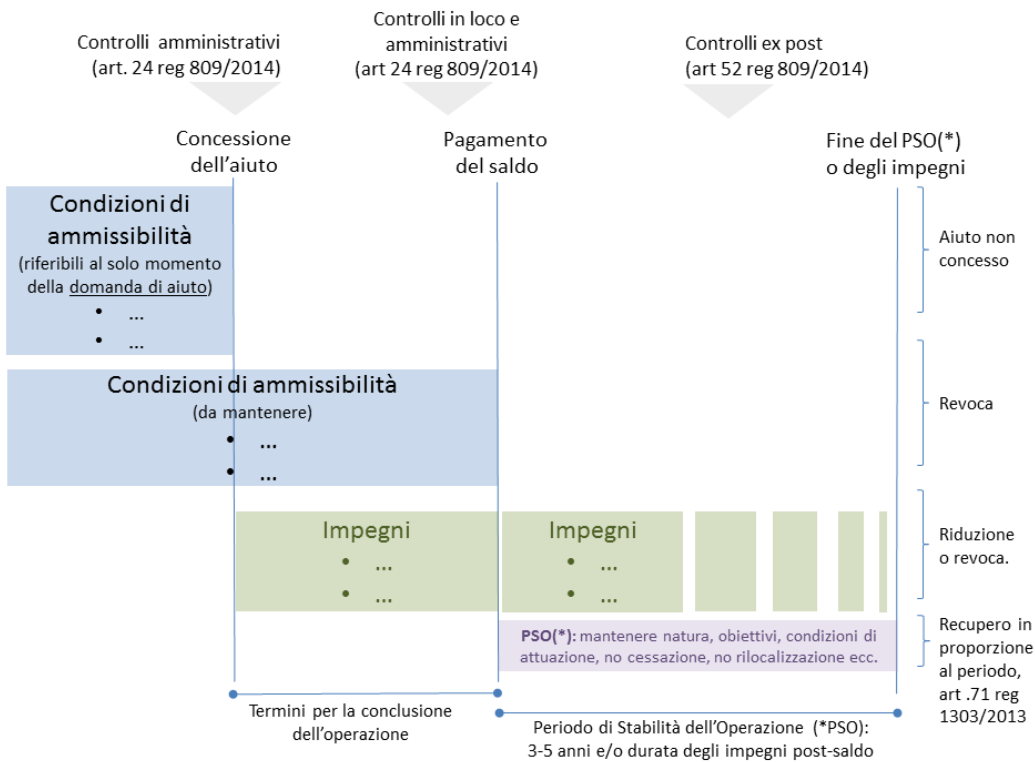 Controlli amministrativi
(art. 24 reg 809/2014)
Controlli in loco e
amministrativi
(art 24 reg 809/2014)
Controlli ex post
(art 52 reg 809/2014)
Concessione
dell'aiuto
Pagamento
del saldo
Fine del PSO(*)
o degli impegni
Condizioni di
ammissibilità
(riferibili al solo momento
della domanda di aiuto)
• ...
• ...
Aiuto non
concesso
Condizioni di ammissibilità
(da mantenere)
• ...
• ...
Revoca
Impegni
• ...
• ...
Impegni
• ...
• ...
Riduzione
o revoca.
PSO(*): mantenere natura, obiettivi, condizioni di
attuazione, no cessazione, no rilocalizzazione ecc.
Recupero in
proporzione
al periodo,
art .71 reg
1303/2013
Termini per la conclusione
dell'operazione
Periodo di Stabilità dell'Operazione (*PSO):
3-5 anni e/o durata degli impegni post-saldo